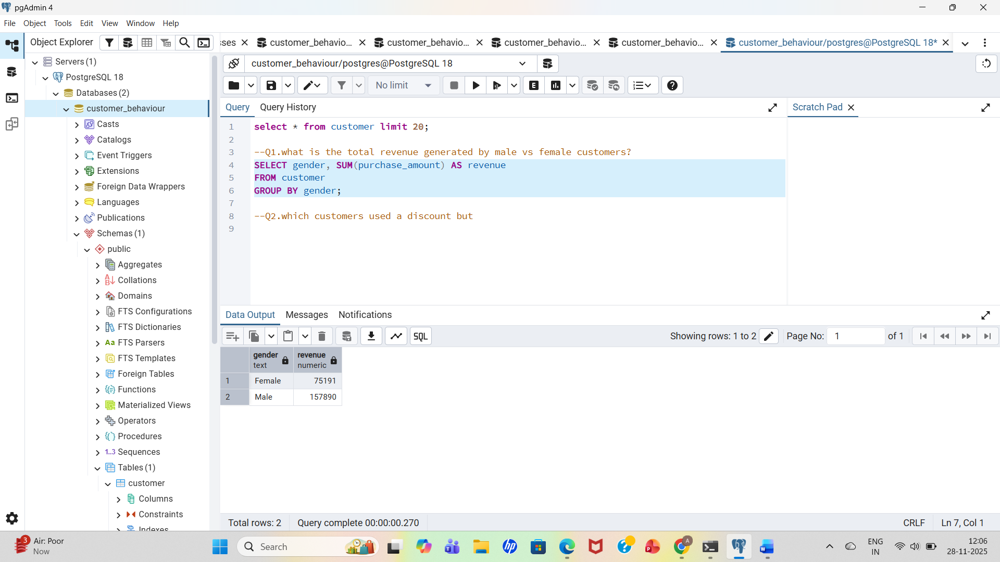 pgAdmin 4
File Object Tools Edit View Window Help
Object Explorer
sses customer_behavio... customer_behavio... customer_behavio... customer_behavio... customer_behaviour/postgres@PostgreSQL 18*
customer_behaviour/postgres@PostgreSQL 18
No limit
E
Query Query History
Scratch Pad
Servers (1)
PostgreSQL 18
Databases (2)
customer_behaviour
Casts
Catalogs
Event Triggers
Extensions
Foreign Data Wrappers
Languages
Publications
Schemas (1)
public
Aggregates
Collations
Domains
FTS Configurations
FTS Dictionaries
Aa FTS Parsers
FTS Templates
Foreign Tables
Functions
Materialized Views
Operators
Procedures
1..3 Sequences
Tables (1)
customer
Columns
Constraints
Indexes
1 select * from customer limit 20;
2
3 --Q1.what is the total revenue generated by male vs female customers?
4 SELECT gender, SUM(purchase_amount) AS revenue
5 FROM customer
6 GROUP BY gender;
7
8 --Q2.which customers used a discount but
9
Data Output Messages Notifications
SQL
Showing rows: 1 to 2 Page No: 1 of 1
gender revenue
text numeric
1 Female 75191
2 Male 157890
Total rows: 2 Query complete 00:00:00.270 CRLF Ln 7, Col 1
3
Air: Poor
Now
Search
ENG
IN
12:06
28-11-2025